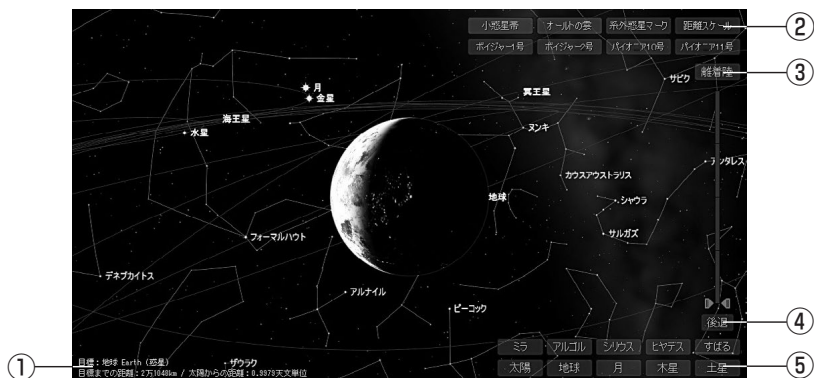 小惑星帯 オールトの雲 系外惑星マーク 距離スケール ②
ボイジャー1号 ボイジャー2号 パイオニア10号 パイオニア11号
離着陸 ③
サビク
月
金星
冥王星
海王星
水星
ヌンキ
アンタレス
カウスアウストラリス
地球
シャウラ
フォーマルハウト
サルガズ
デネブカイトス
アルナイル
ピーコック
後退 ④
ミラ アルゴル シリウス ヒヤデス すばる
① 目標：地球 Earth (惑星) ザウラク
目標までの距離：2万1048km / 太陽からの距離：0.9979天文単位
太陽 地球 月 木星 土星 ⑤